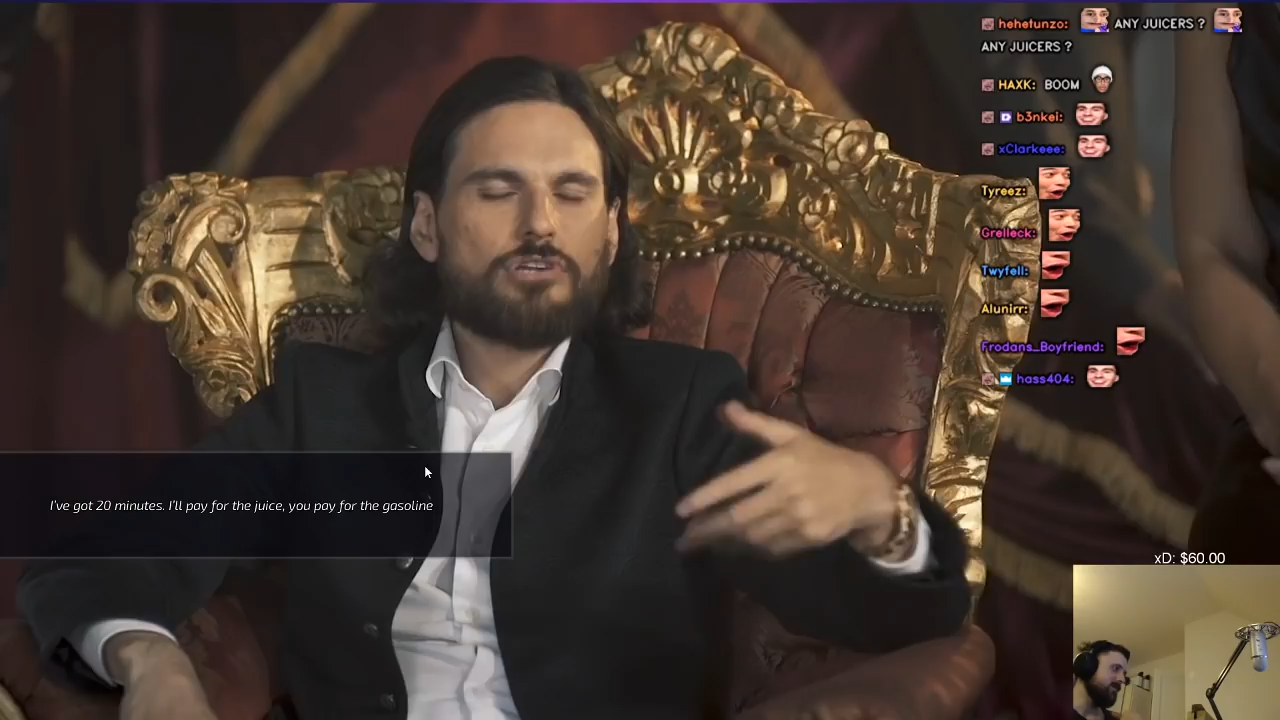 hehefunzo: ANY JUICERS ?
ANY JUICERS ?
HAXK: BOOM
b3nkei:
xClarkeee:
Tyreez:
Grelleck:
Twyfell:
Alunirr:
Frodans_Boyfriend:
hass404:
I've got 20 minutes. I'll pay for the juice, you pay for the gasoline
xD: $60.00